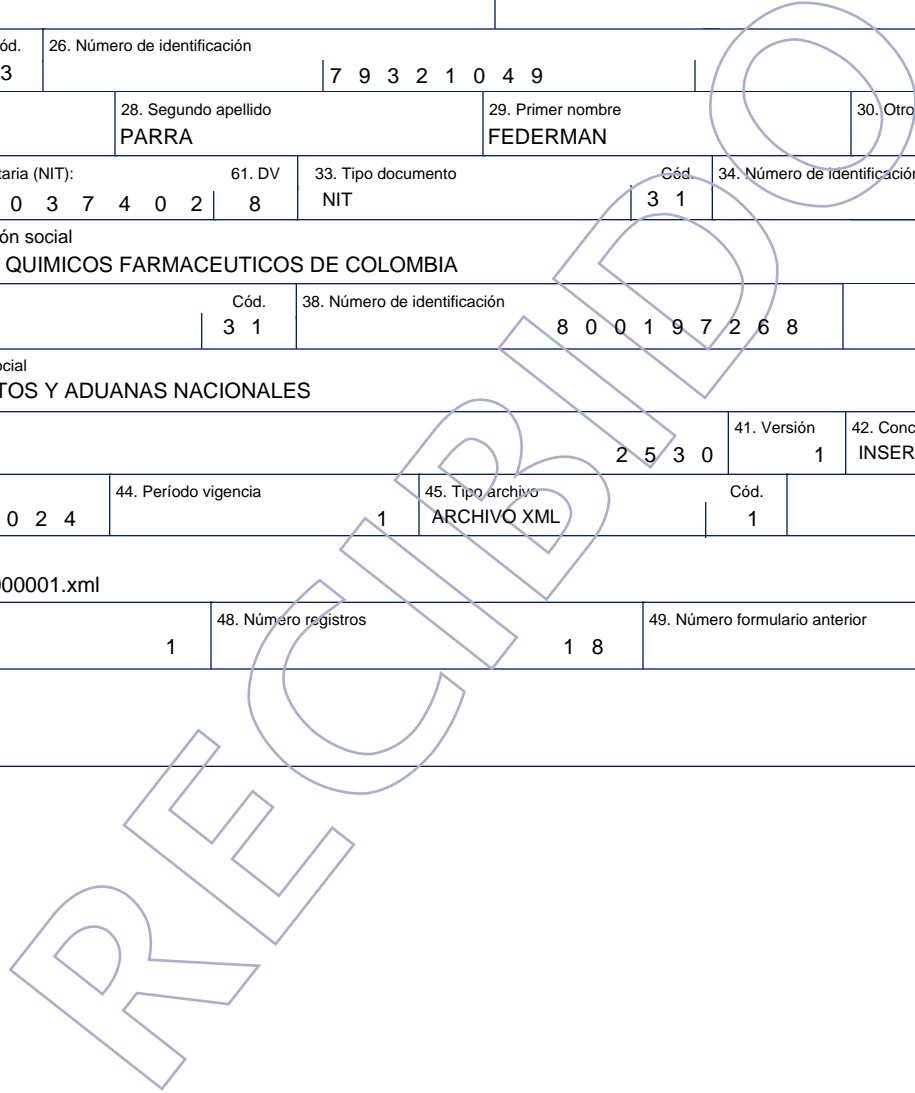 ód. 26. Número de identificación
3 7 9 3 2 1 0 4 9
28. Segundo apellido 29. Primer nombre 30. Otro
PARRA FEDERMAN
taria (NIT): 61. DV 33. Tipo documento Cód. 34. Número de identificación
0 3 7 4 0 2 8 NIT 3 1
ón social
QUIMICOS FARMACEUTICOS DE COLOMBIA
Cód. 38. Número de identificación
3 1 8 0 0 1 9 7 2 6 8
ocial
TOS Y ADUANAS NACIONALES
41. Versión 42. Conc
2 5 3 0 1 INSER
44. Período vigencia 45. Tipo archivo Cód.
0 2 4 1 ARCHIVO XML 1
000001.xml
48. Número registros 49. Número formulario anterior
1 1 8
RECIBIDO